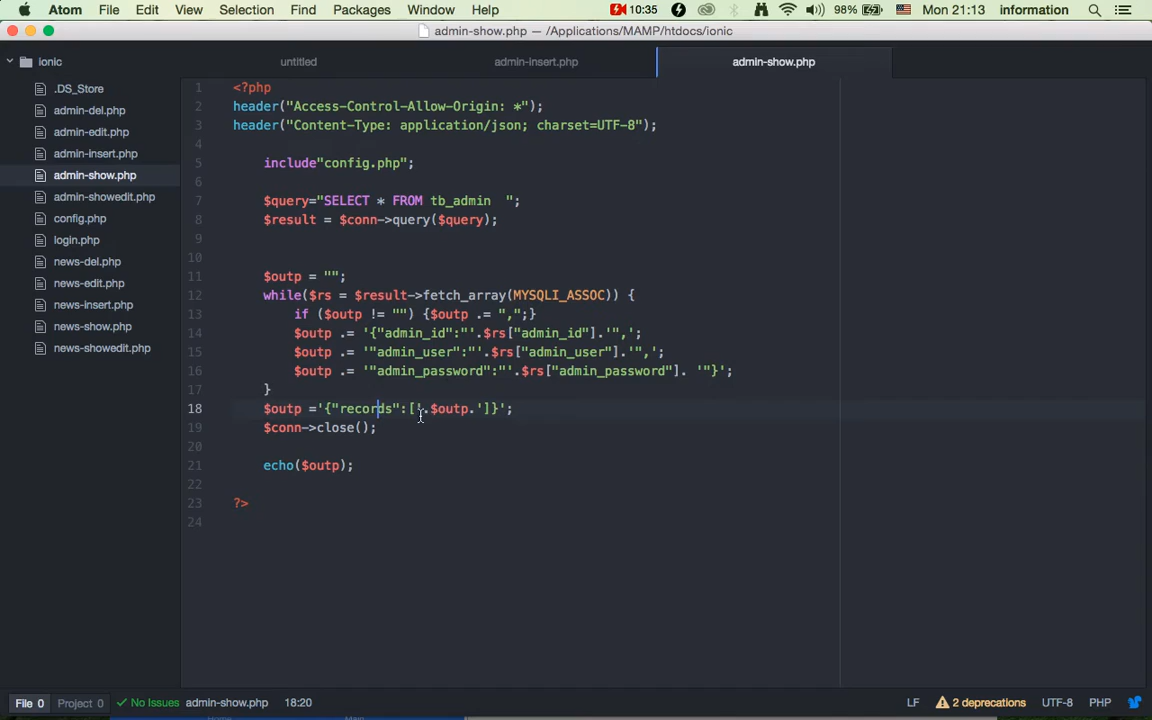 Atom File Edit View Selection Find Packages Window Help 10:35 98% Mon 21:13 information
admin-show.php — /Applications/MAMP/htdocs/ionic
ionic
untitled admin-insert.php admin-show.php
.DS_Store
admin-del.php
admin-edit.php
admin-insert.php
admin-show.php
admin-showedit.php
config.php
login.php
news-del.php
news-edit.php
news-insert.php
news-show.php
news-showedit.php
1 <?php
2 header("Access-Control-Allow-Origin: *");
3 header("Content-Type: application/json; charset=UTF-8");
4
5 include"config.php";
6
7 $query="SELECT * FROM tb_admin  ";
8 $result = $conn->query($query);
9
10
11 $outp = "";
12 while($rs = $result->fetch_array(MYSQLI_ASSOC)) {
13 if ($outp != "") {$outp .= ",";}
14 $outp .= '{"admin_id":"'.$rs["admin_id"].'",';
15 $outp .= '"admin_user":"'.$rs["admin_user"].'",';
16 $outp .= '"admin_password":"'.$rs["admin_password"]. '"}';
17 }
18 $outp ='{"records":['.$outp.']}';
19 $conn->close();
20
21 echo($outp);
22
23 ?>
24
File 0 Project 0 No Issues admin-show.php 18:20 LF 2 deprecations UTF-8 PHP